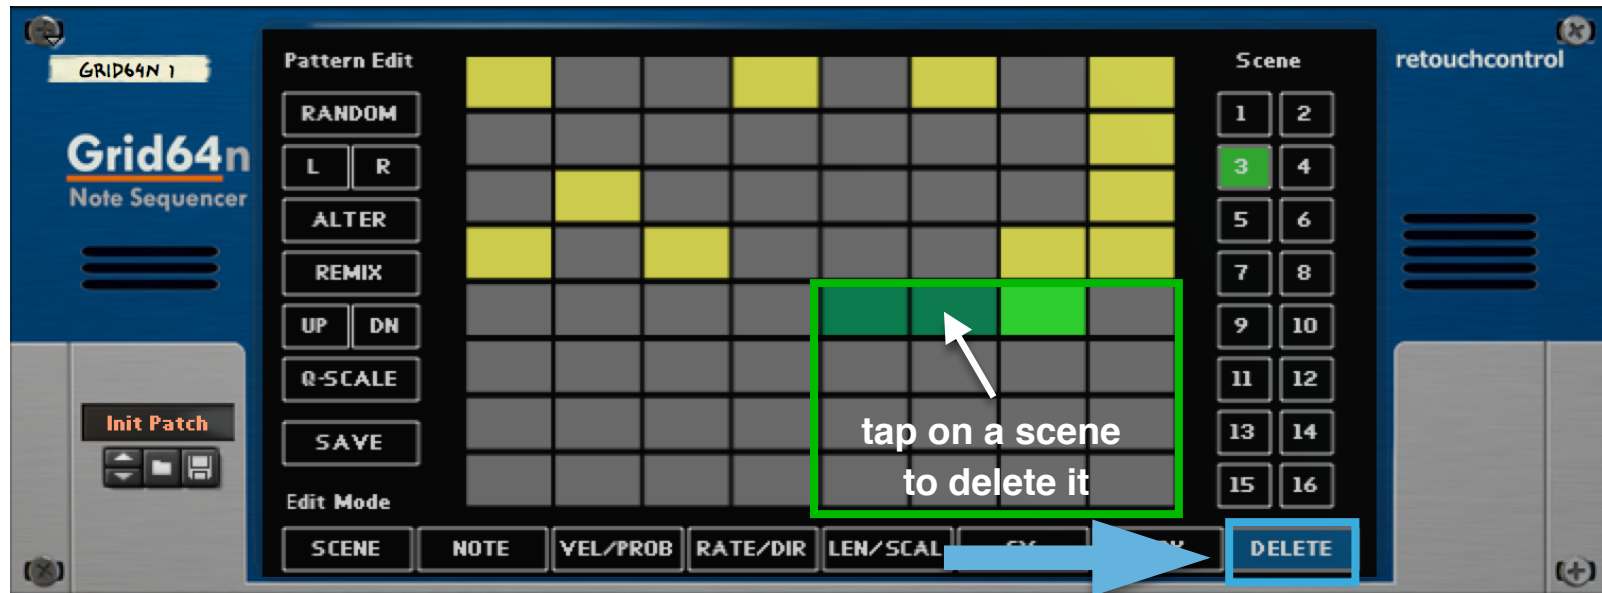 GRID64N 1
Grid64n
Note Sequencer
Init Patch
Pattern Edit
RANDOM
L R
ALTER
REMIX
UP DN
Q-SCALE
SAVE
Edit Mode
SCENE NOTE VEL/PROB RATE/DIR LEN/SCAL DELETE
tap on a scene
to delete it
Scene
1 2
3 4
5 6
7 8
9 10
11 12
13 14
15 16
retouchcontrol